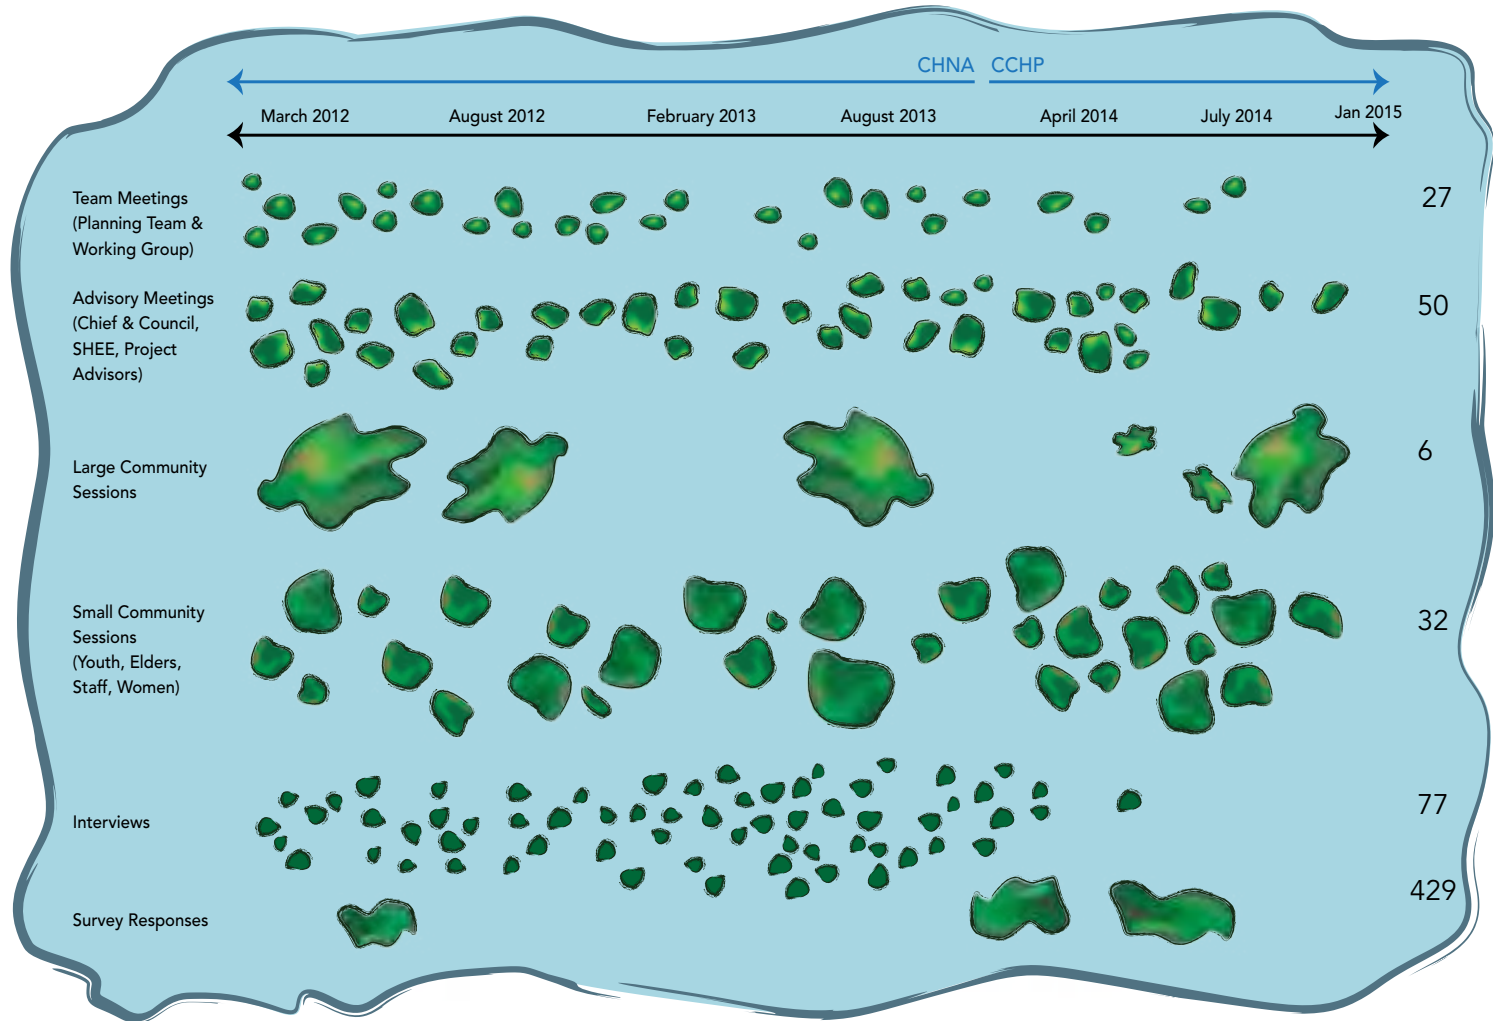 CHNA CCHP
March 2012 August 2012 February 2013 August 2013 April 2014 July 2014 Jan 2015
Team Meetings
(Planning Team &
Working Group)
27
Advisory Meetings
(Chief & Council,
SHEE, Project
Advisors)
50
Large Community
Sessions
6
Small Community
Sessions
(Youth, Elders,
Staff, Women)
32
Interviews
77
Survey Responses
429